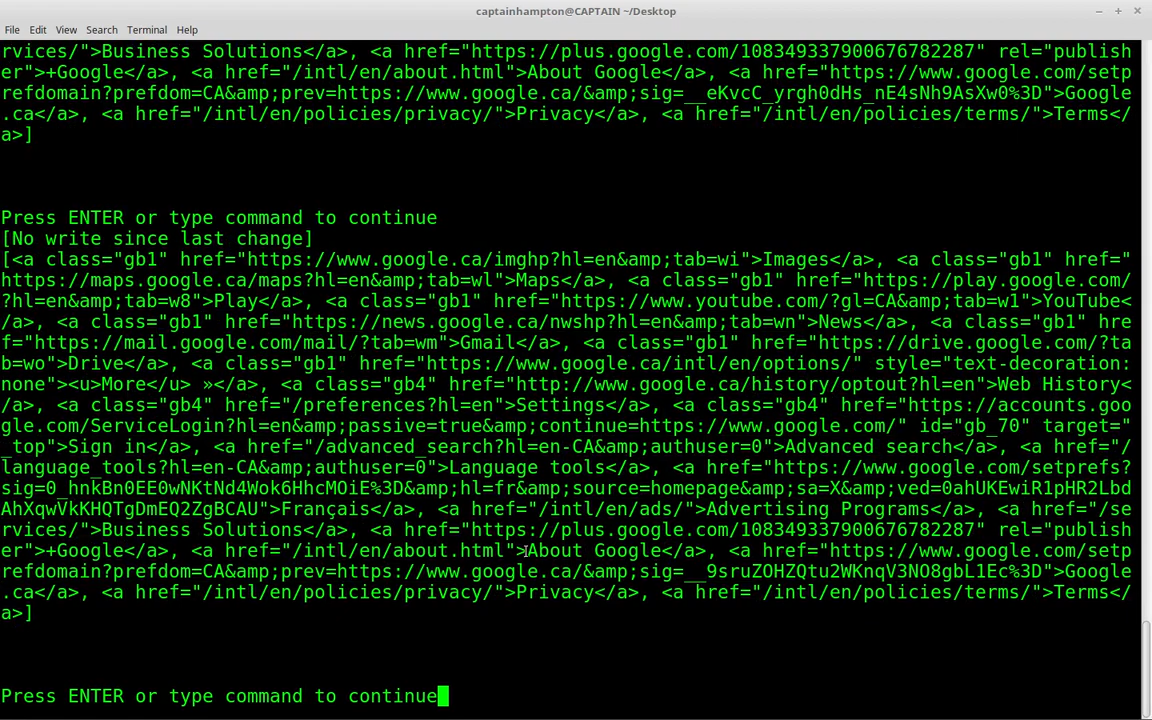 captainhampton@CAPTAIN ~/Desktop
File Edit View Search Terminal Help
rvices/">Business Solutions</a>, <a href="https://plus.google.com/108349337900676782287" rel="publish
er">+Google</a>, <a href="/intl/en/about.html">About Google</a>, <a href="https://www.google.com/setp
refdomain?prefdom=CA&amp;prev=https://www.google.ca/&amp;sig=__eKvcC_yrgh0dHs_nE4sNh9AsXw0%3D">Google
.ca</a>, <a href="/intl/en/policies/privacy/">Privacy</a>, <a href="/intl/en/policies/terms/">Terms</
a>]
Press ENTER or type command to continue
[No write since last change]
[<a class="gb1" href="https://www.google.ca/imghp?hl=en&amp;tab=wi">Images</a>, <a class="gb1" href="
https://maps.google.ca/maps?hl=en&amp;tab=wl">Maps</a>, <a class="gb1" href="https://play.google.com/
?hl=en&amp;tab=w8">Play</a>, <a class="gb1" href="https://www.youtube.com/?gl=CA&amp;tab=w1">YouTube<
/a>, <a class="gb1" href="https://news.google.ca/nwshp?hl=en&amp;tab=wn">News</a>, <a class="gb1" hre
f="https://mail.google.com/mail/?tab=wm">Gmail</a>, <a class="gb1" href="https://drive.google.com/?ta
b=wo">Drive</a>, <a class="gb1" href="https://www.google.ca/intl/en/options/" style="text-decoration:
none"><u>More</u> »</a>, <a class="gb4" href="http://www.google.ca/history/optout?hl=en">Web History<
/a>, <a class="gb4" href="/preferences?hl=en">Settings</a>, <a class="gb4" href="https://accounts.goo
gle.com/ServiceLogin?hl=en&amp;passive=true&amp;continue=https://www.google.com/" id="gb_70" target="
_top">Sign in</a>, <a href="/advanced_search?hl=en-CA&amp;authuser=0">Advanced search</a>, <a href="/
language_tools?hl=en-CA&amp;authuser=0">Language tools</a>, <a href="https://www.google.com/setprefs?
sig=0_hnkBn0EE0wNKtNd4Wok6HhcMOiE%3D&amp;hl=fr&amp;source=homepage&amp;sa=X&amp;ved=0ahUKEwiR1pHR2Lbd
AhXqwVkKHQTgDmEQ2ZgBCAU">Français</a>, <a href="/intl/en/ads/">Advertising Programs</a>, <a href="/se
rvices/">Business Solutions</a>, <a href="https://plus.google.com/108349337900676782287" rel="publish
er">+Google</a>, <a href="/intl/en/about.html">About Google</a>, <a href="https://www.google.com/setp
refdomain?prefdom=CA&amp;prev=https://www.google.ca/&amp;sig=__9sruZOHZQtu2WKnqV3NO8gbL1Ec%3D">Google
.ca</a>, <a href="/intl/en/policies/privacy/">Privacy</a>, <a href="/intl/en/policies/terms/">Terms</
a>]
Press ENTER or type command to continue